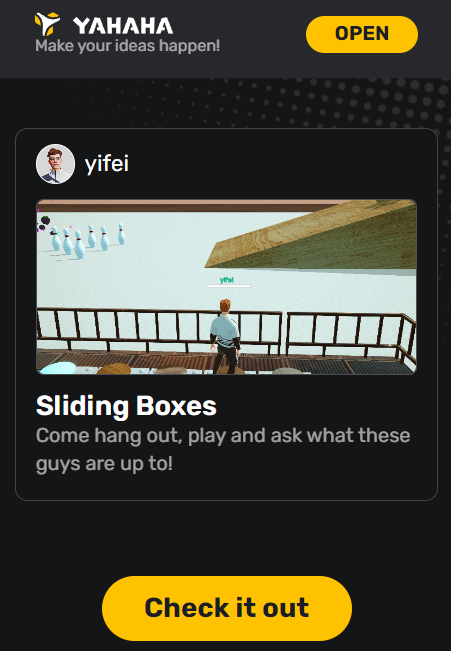 YAHAHA
Make your ideas happen!
OPEN
yifei
yifei
Sliding Boxes
Come hang out, play and ask what these
guys are up to!
Check it out